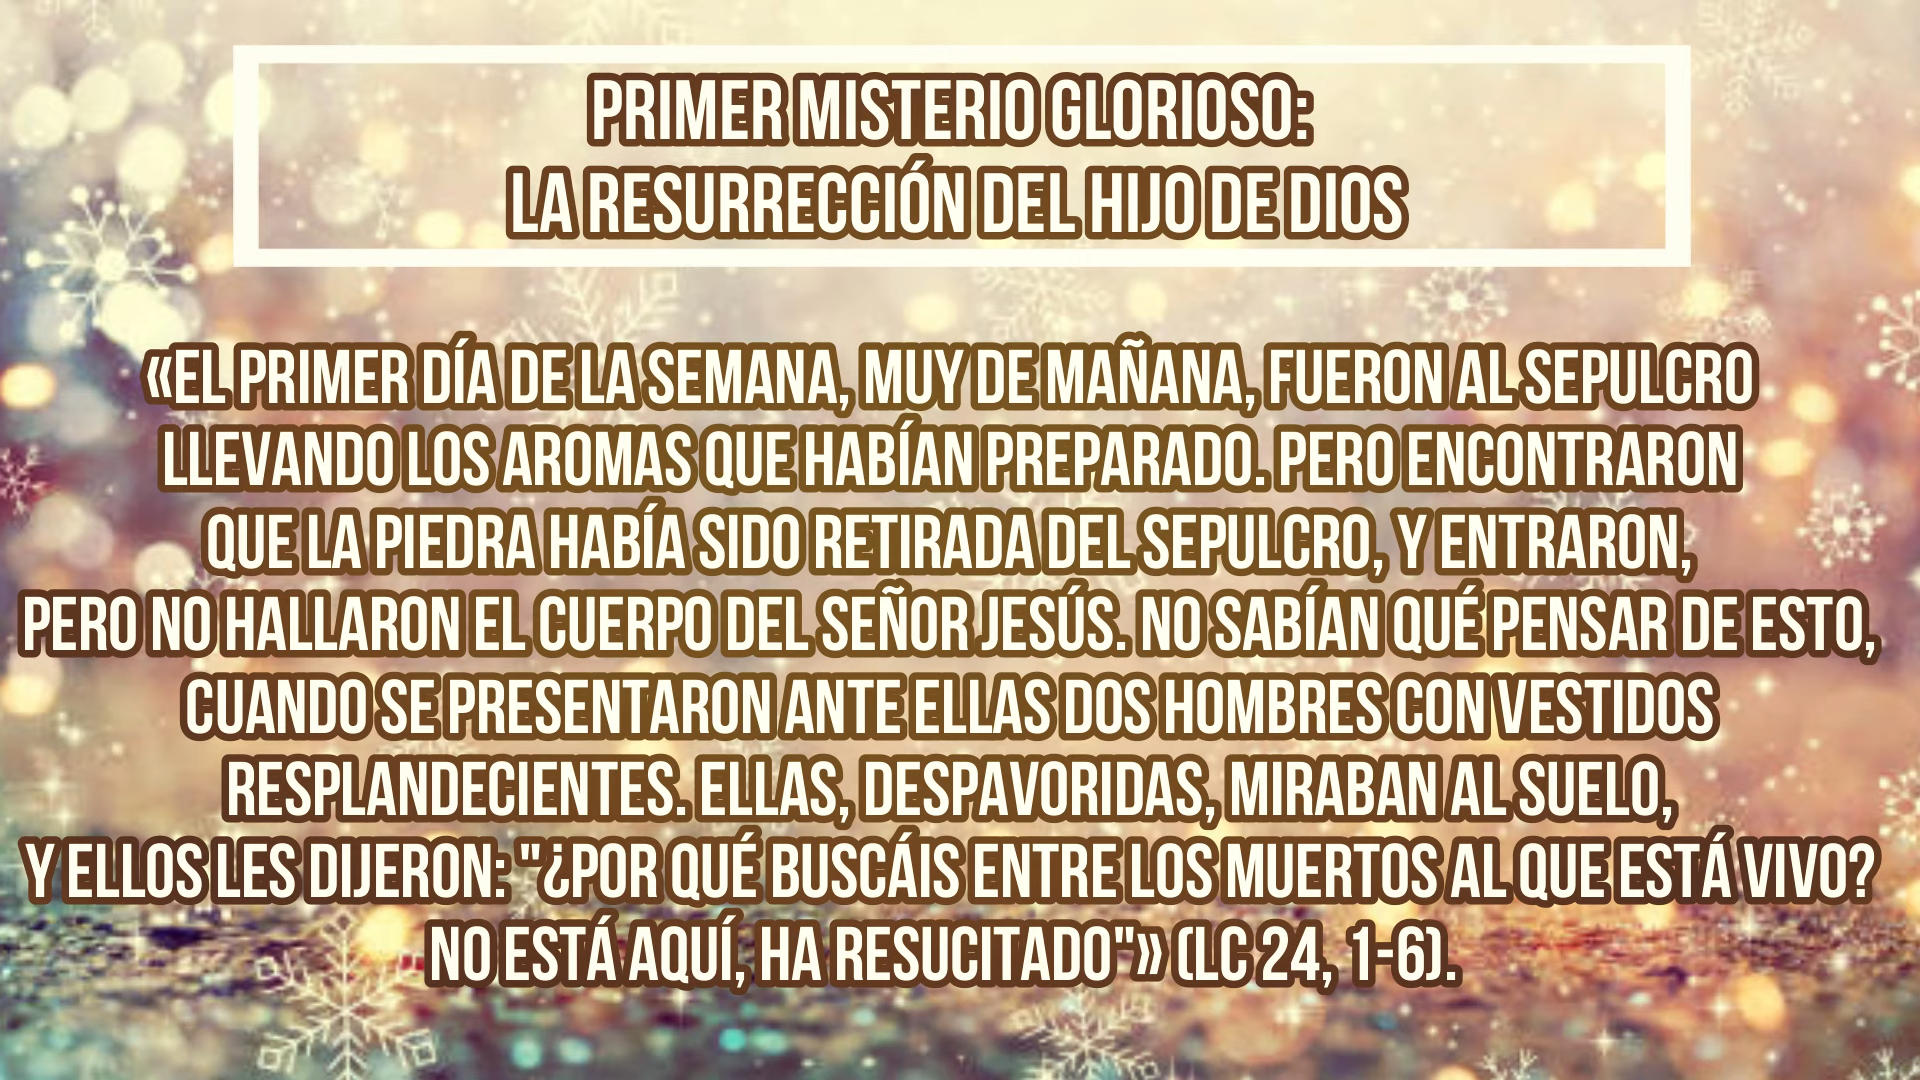 PRIMER MISTERIO GLORIOSO:
LA RESURRECCIÓN DEL HIJO DE DIOS
«EL PRIMER DÍA DE LA SEMANA, MUY DE MAÑANA, FUERON AL SEPULCRO
LLEVANDO LOS AROMAS QUE HABÍAN PREPARADO. PERO ENCONTRARON
QUE LA PIEDRA HABÍA SIDO RETIRADA DEL SEPULCRO, Y ENTRARON,
PERO NO HALLARON EL CUERPO DEL SEÑOR JESÚS. NO SABÍAN QUÉ PENSAR DE ESTO,
CUANDO SE PRESENTARON ANTE ELLAS DOS HOMBRES CON VESTIDOS
RESPLANDECIENTES. ELLAS, DESPAVORIDAS, MIRABAN AL SUELO,
Y ELLOS LES DIJERON: "¿POR QUÉ BUSCÁIS ENTRE LOS MUERTOS AL QUE ESTÁ VIVO?
NO ESTÁ AQUÍ, HA RESUCITADO"» (LC 24, 1-6).